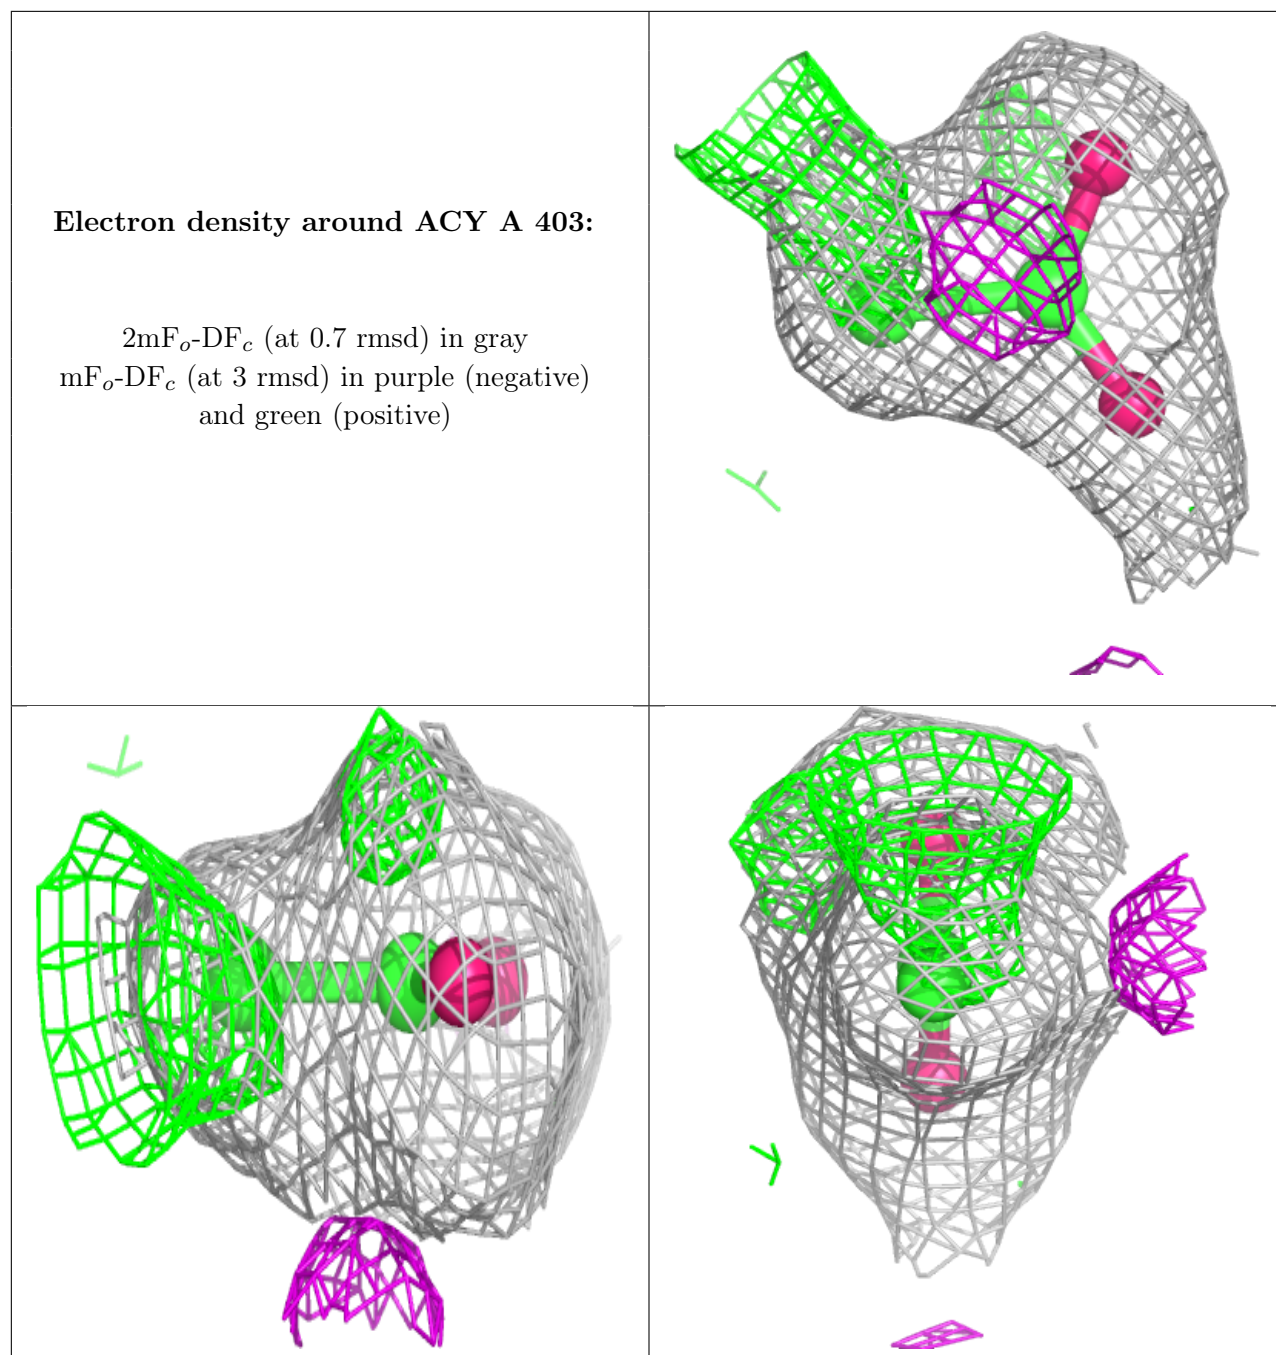 Electron density around ACY A 403:
2mFo-DFc (at 0.7 rmsd) in gray
mFo-DFc (at 3 rmsd) in purple (negative)
and green (positive)